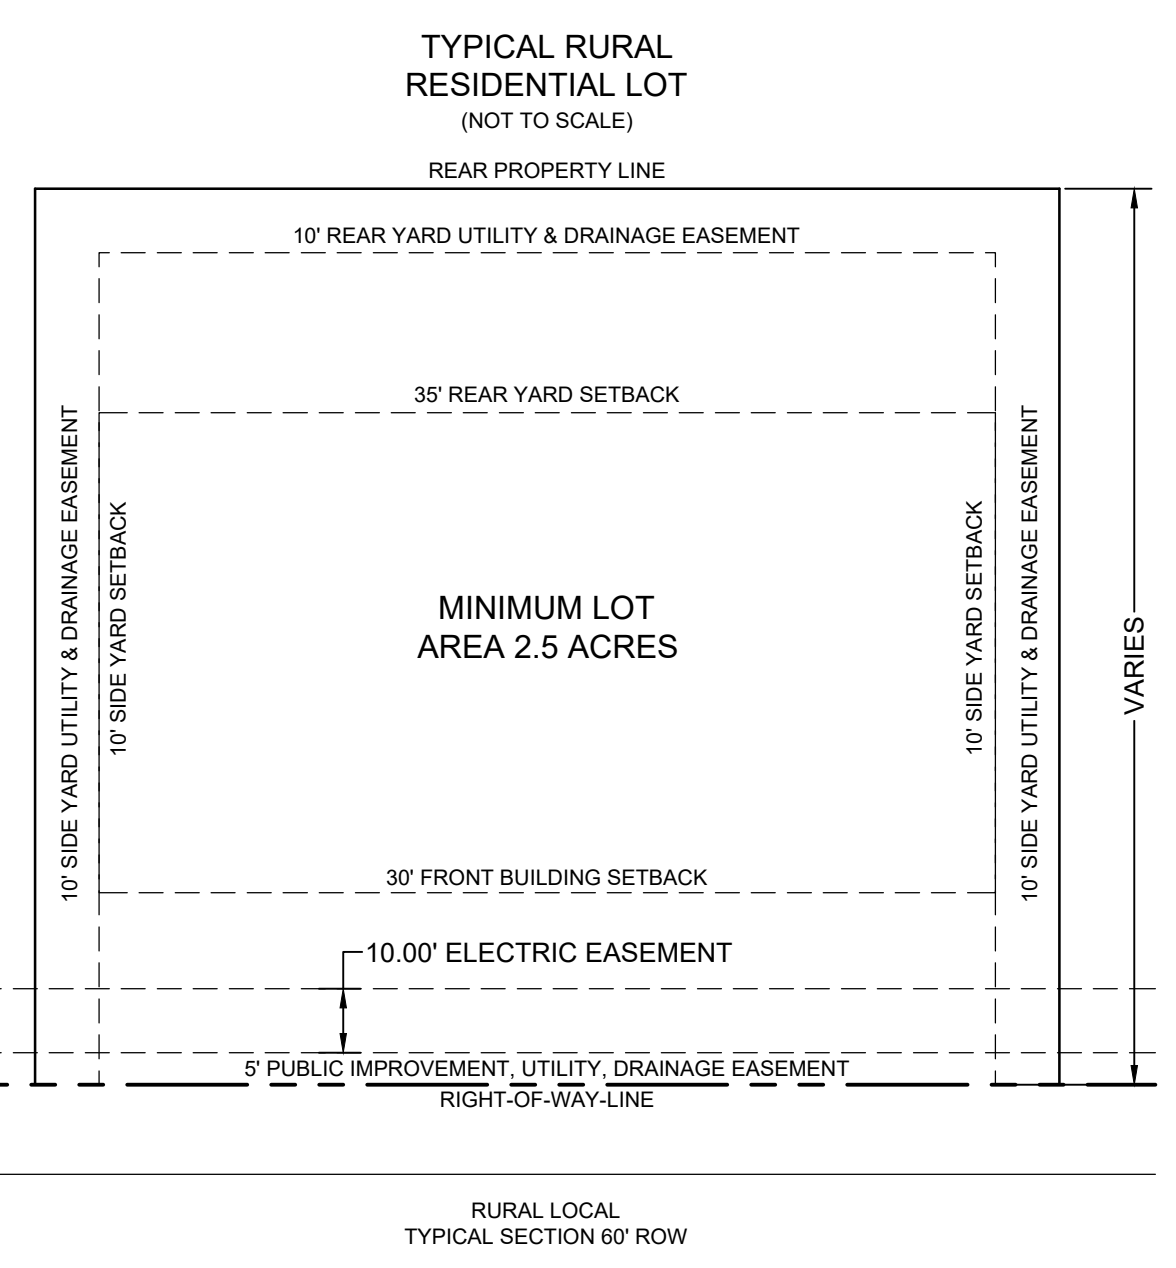 TYPICAL RURAL
RESIDENTIAL LOT
(NOT TO SCALE)
REAR PROPERTY LINE
10' REAR YARD UTILITY & DRAINAGE EASEMENT
35' REAR YARD SETBACK
10' SIDE YARD UTILITY & DRAINAGE EASEMENT
10' SIDE YARD SETBACK
MINIMUM LOT
AREA 2.5 ACRES
10' SIDE YARD SETBACK
10' SIDE YARD UTILITY & DRAINAGE EASEMENT
VARIES
30' FRONT BUILDING SETBACK
10.00' ELECTRIC EASEMENT
5' PUBLIC IMPROVEMENT, UTILITY, DRAINAGE EASEMENT
RIGHT-OF-WAY-LINE
RURAL LOCAL
TYPICAL SECTION 60' ROW